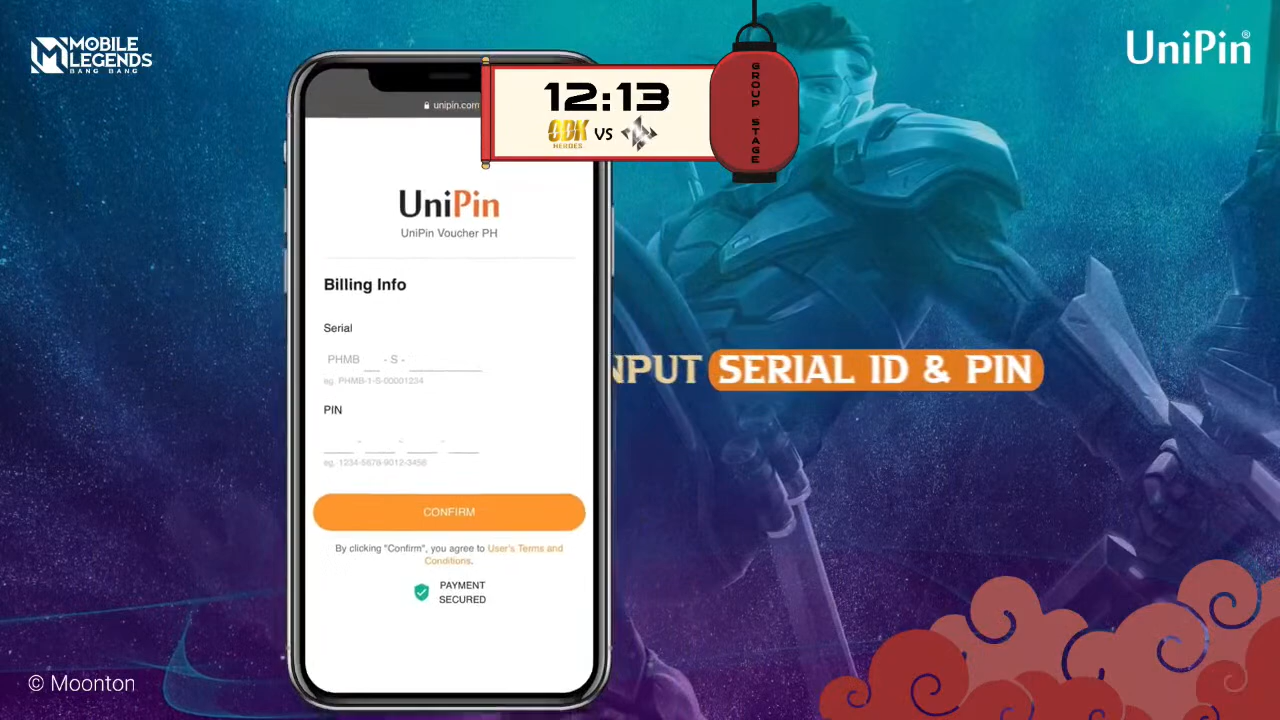 MOBILE
LEGENDS
BANG BANG
UniPin®
unipin.com
12:13
ODK
HEROES
VS
GROUP STAGE
UniPin
UniPin Voucher PH
Billing Info
Serial
PHMB - S -
eg. PHMB-1-S-00001234
PIN
- - -
eg. 1234-5678-9012-3456
CONFIRM
By clicking "Confirm", you agree to User's Terms and
Conditions.
PAYMENT
SECURED
NPUT SERIAL ID & PIN
© Moonton